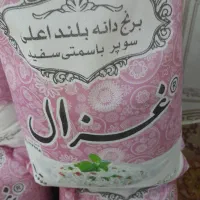 برنج دانه بلند اعلی
سوپر باسمتی سفید
غزال